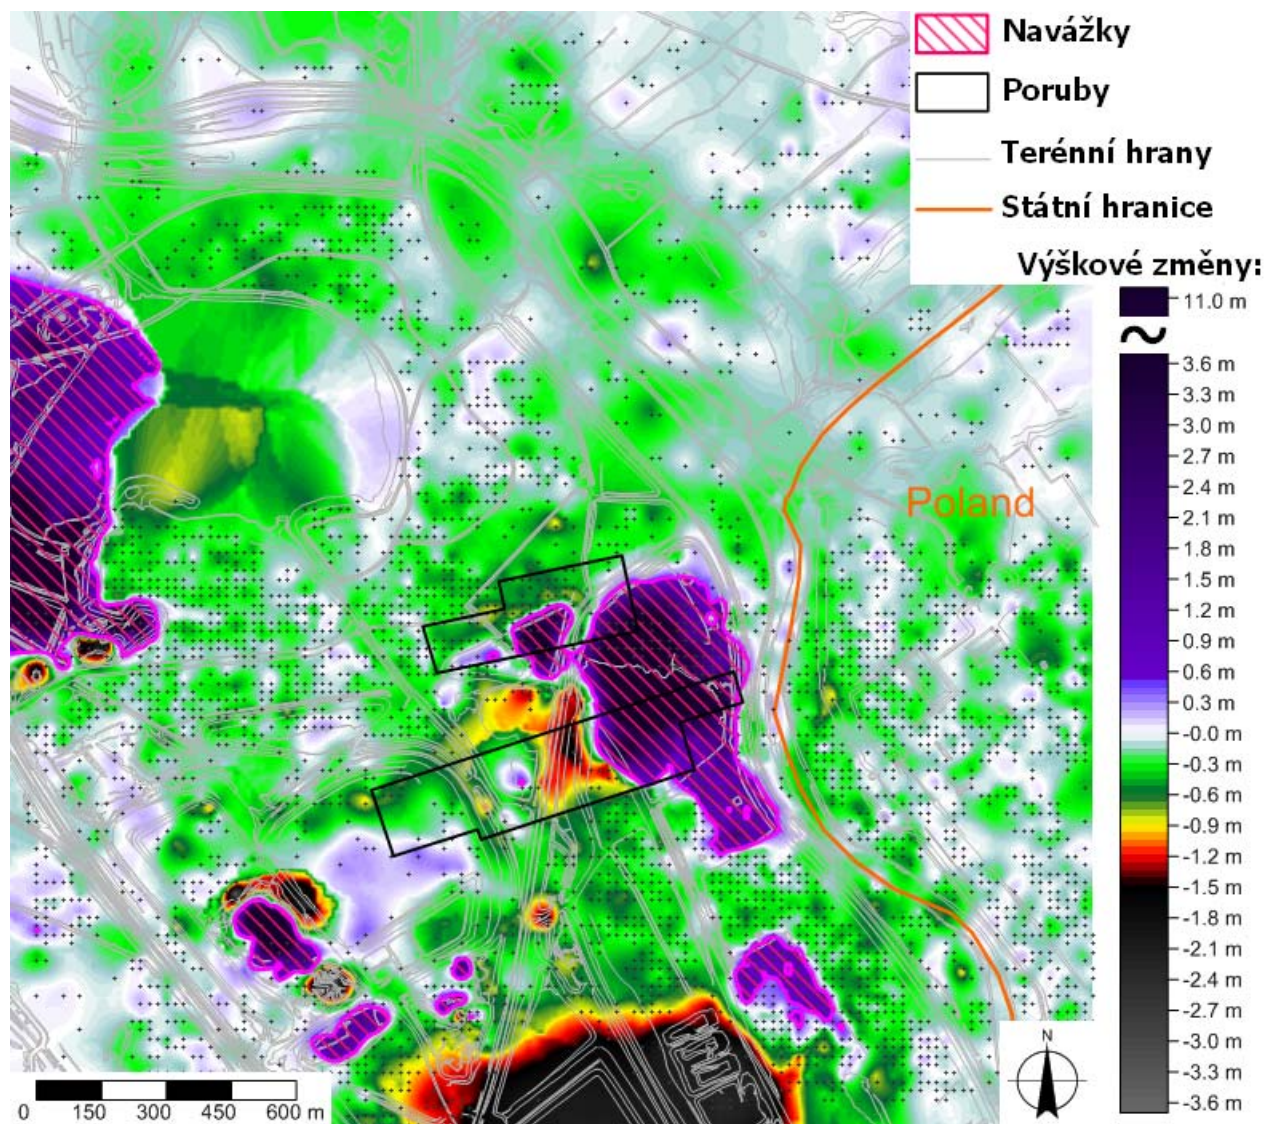 Navážky
Poruby
Terénní hrany
Státní hranice
Výškové změny:
11.0 m
3.6 m
3.3 m
3.0 m
2.7 m
2.4 m
2.1 m
1.8 m
1.5 m
1.2 m
0.9 m
0.6 m
0.3 m
-0.0 m
-0.3 m
-0.6 m
-0.9 m
-1.2 m
-1.5 m
-1.8 m
-2.1 m
-2.4 m
-2.7 m
-3.0 m
-3.3 m
-3.6 m
Poland
N
0 150 300 450 600 m